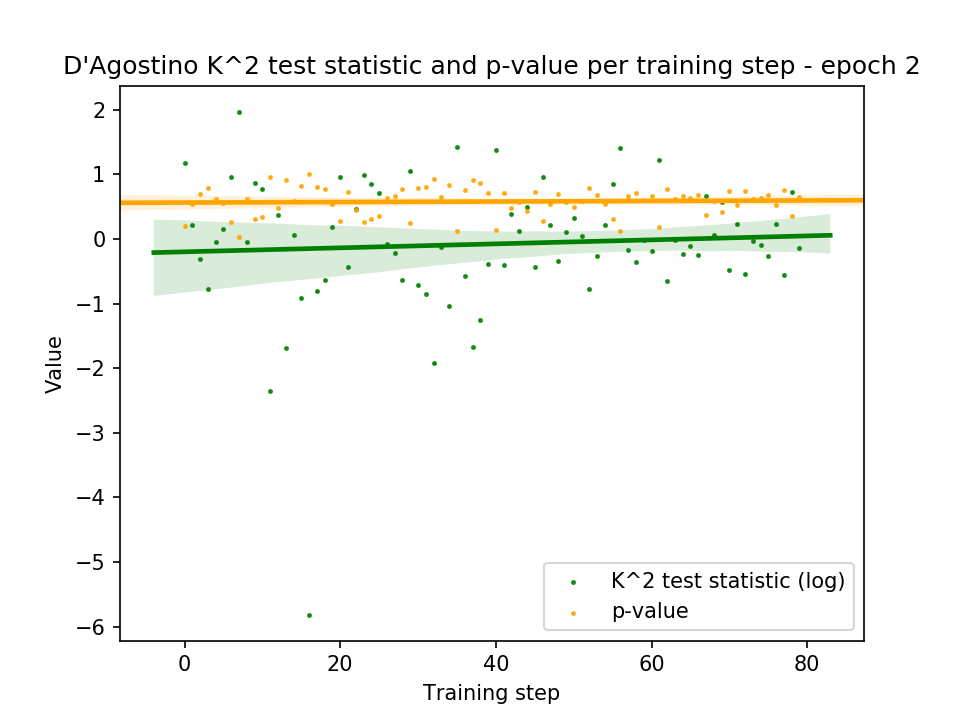 D'Agostino K^2 test statistic and p-value per training step - epoch 2
2
1
0
−1
−2
−3
−4
−5
−6
Value
0 20 40 60 80
Training step
K^2 test statistic (log)
p-value